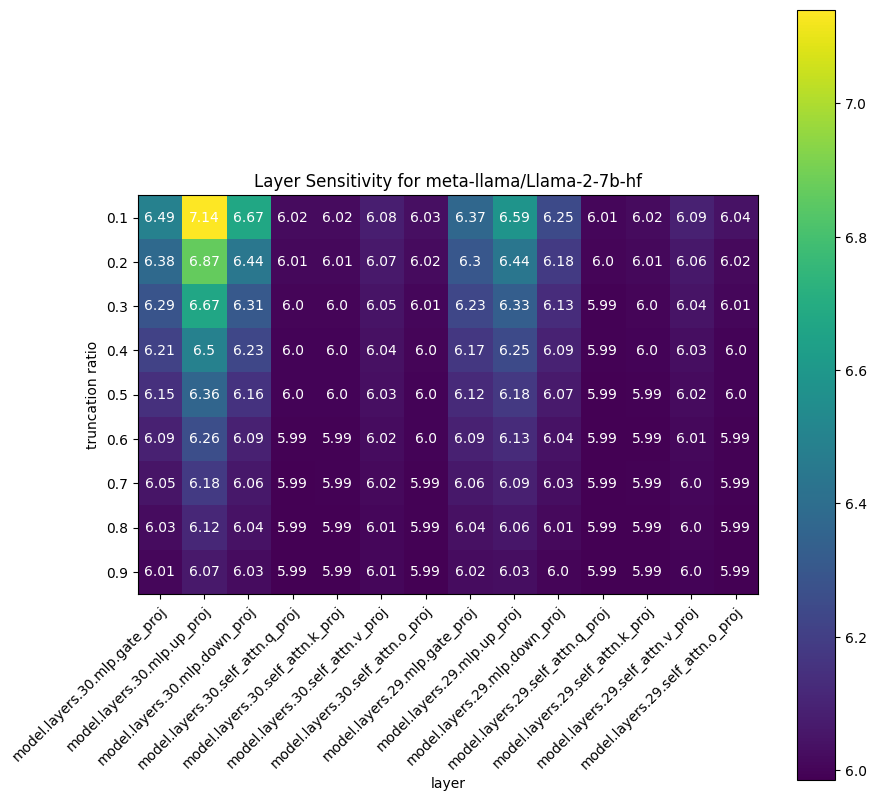 Layer Sensitivity for meta-llama/Llama-2-7b-hf
7.0
6.8
6.6
6.4
6.2
6.0
truncation ratio
0.1 6.49 7.14 6.67 6.02 6.02 6.08 6.03 6.37 6.59 6.25 6.01 6.02 6.09 6.04
0.2 6.38 6.87 6.44 6.01 6.01 6.07 6.02 6.3 6.44 6.18 6.0 6.01 6.06 6.02
0.3 6.29 6.67 6.31 6.0 6.0 6.05 6.01 6.23 6.33 6.13 5.99 6.0 6.04 6.01
0.4 6.21 6.5 6.23 6.0 6.0 6.04 6.0 6.17 6.25 6.09 5.99 6.0 6.03 6.0
0.5 6.15 6.36 6.16 6.0 6.0 6.03 6.0 6.12 6.18 6.07 5.99 5.99 6.02 6.0
0.6 6.09 6.26 6.09 5.99 5.99 6.02 6.0 6.09 6.13 6.04 5.99 5.99 6.01 5.99
0.7 6.05 6.18 6.06 5.99 5.99 6.02 5.99 6.06 6.09 6.03 5.99 5.99 6.0 5.99
0.8 6.03 6.12 6.04 5.99 5.99 6.01 5.99 6.04 6.06 6.01 5.99 5.99 6.0 5.99
0.9 6.01 6.07 6.03 5.99 5.99 6.01 5.99 6.02 6.03 6.0 5.99 5.99 6.0 5.99
model.layers.30.mlp.gate_proj
model.layers.30.mlp.up_proj
model.layers.30.mlp.down_proj
model.layers.30.self_attn.q_proj
model.layers.30.self_attn.k_proj
model.layers.30.self_attn.v_proj
model.layers.30.self_attn.o_proj
model.layers.29.mlp.gate_proj
model.layers.29.mlp.up_proj
model.layers.29.mlp.down_proj
model.layers.29.self_attn.q_proj
model.layers.29.self_attn.k_proj
model.layers.29.self_attn.v_proj
model.layers.29.self_attn.o_proj
layer